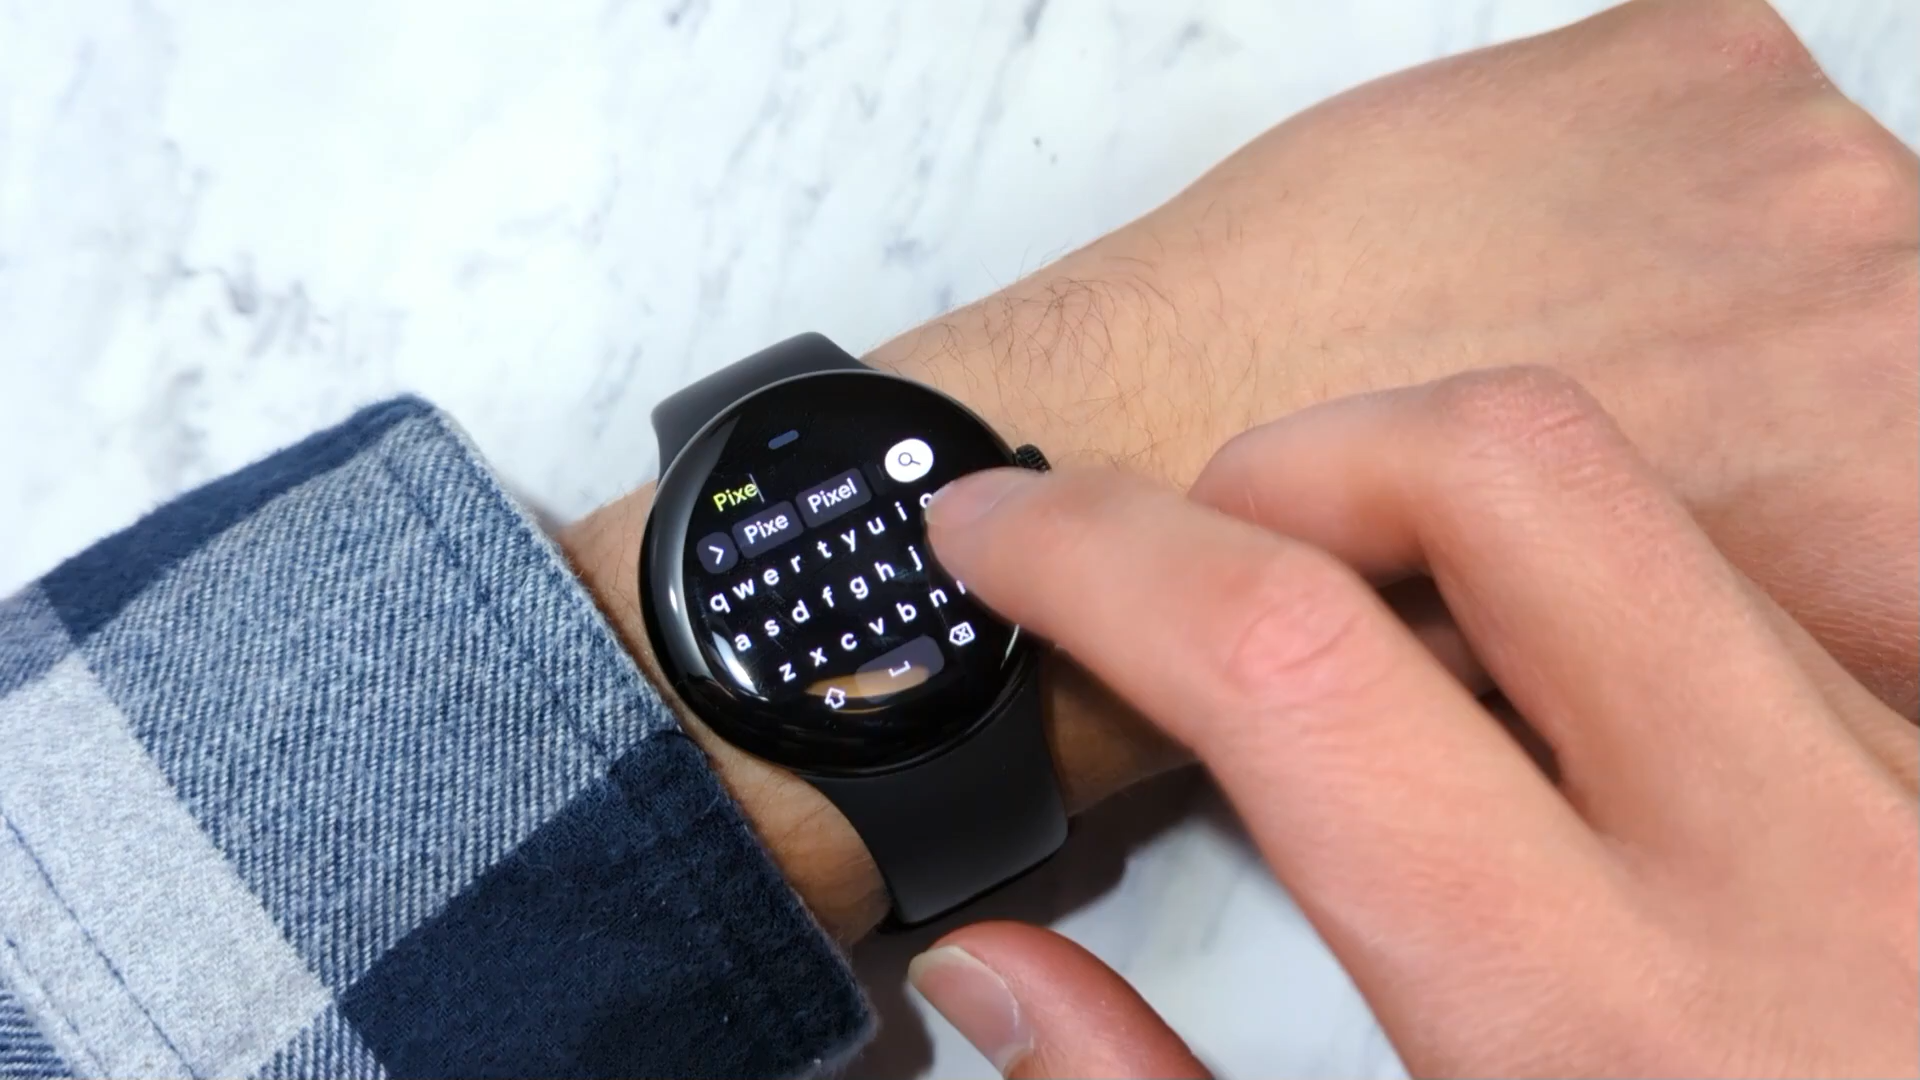 Pixe
Pixe Pixel
q w e r t y u i o
a s d f g h j
z x c v b n